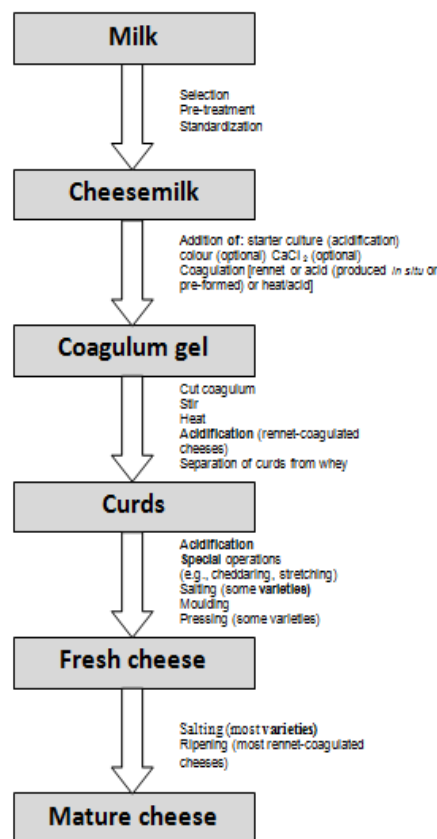 Milk
Selection
Pre-treatment
Standardization
Cheesemilk
Addition of: starter culture (acidification)
colour (optional) CaCl₂ (optional)
Coagulation [rennet or acid (produced in situ or
pre-formed) or heat/acid]
Coagulum gel
Cut coagulum
Stir
Heat
Acidification (rennet-coagulated
cheeses)
Separation of curds from whey
Curds
Acidification
Special operations
(e.g., cheddaring, stretching)
Salting (some varieties)
Moulding
Pressing (some varieties)
Fresh cheese
Salting (most varieties)
Ripening (most rennet-coagulated
cheeses)
Mature cheese